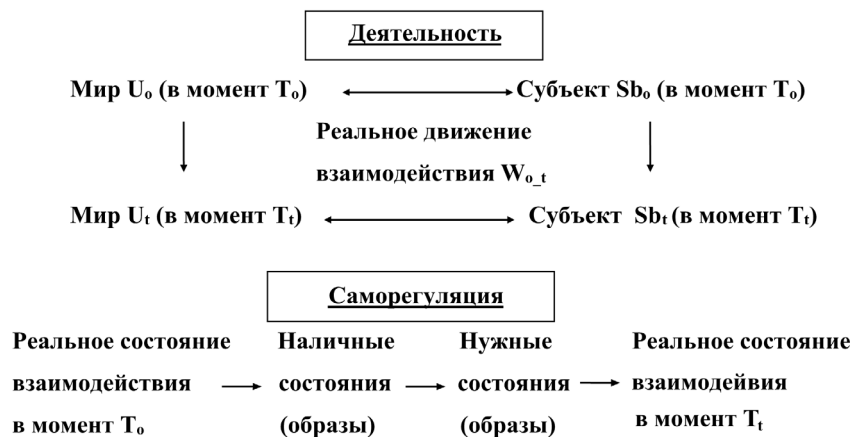 Деятельность
Мир Uₒ (в момент Tₒ) Субъект Sbₒ (в момент Tₒ)
Реальное движение
взаимодействия Wₒ_ₜ
Мир Uₜ (в момент Tₜ) Субъект Sbₜ (в момент Tₜ)
Саморегуляция
Реальное состояние Наличные Нужные Реальное состояние
взаимодействия состояния состояния взаимодейвия
в момент Tₒ (образы) (образы) в момент Tₜ